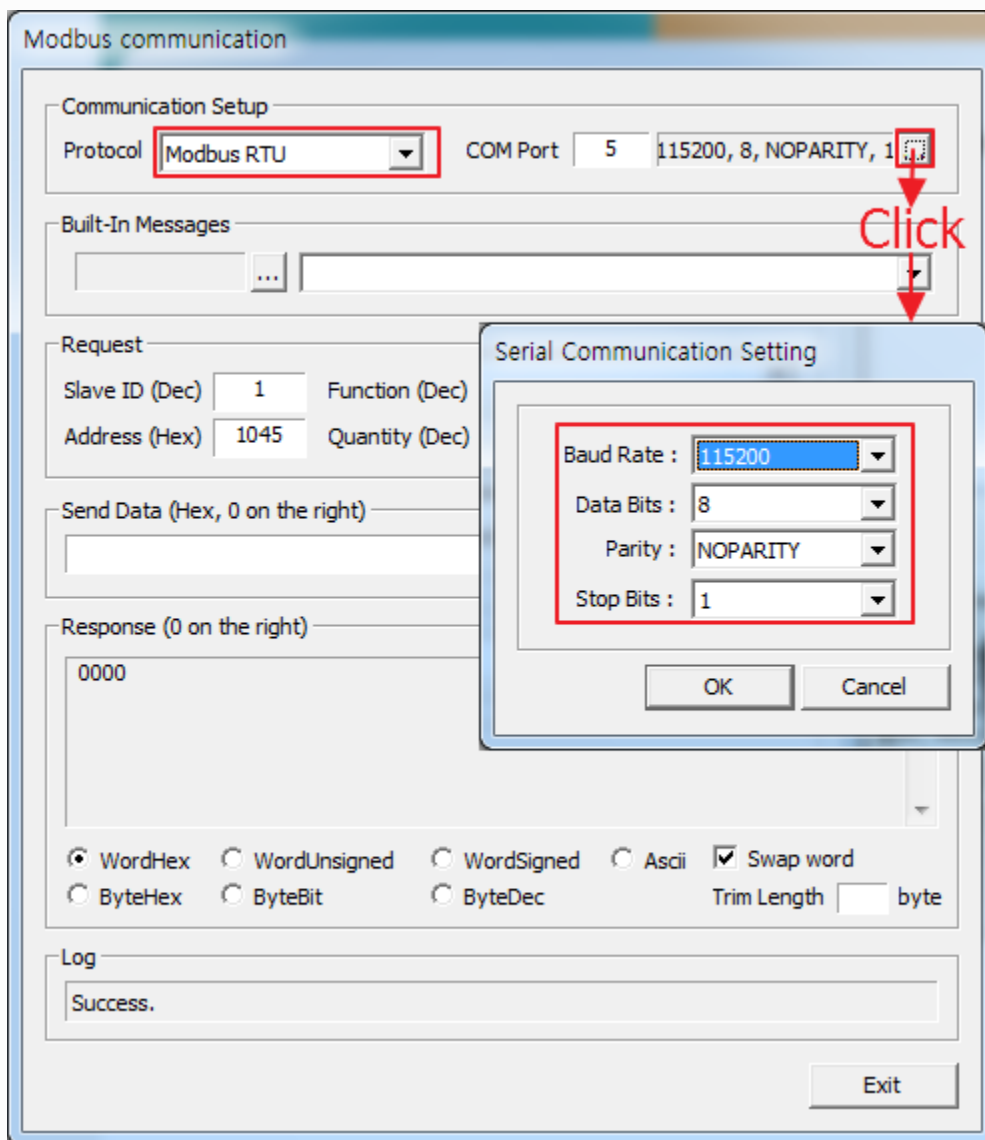 Modbus communication
Communication Setup
Protocol Modbus RTU COM Port 5 115200, 8, NOPARITY, 1 ...
Click
Built-In Messages
...
Request
Slave ID (Dec) 1 Function (Dec)
Address (Hex) 1045 Quantity (Dec)
Serial Communication Setting
Baud Rate : 115200
Data Bits : 8
Parity : NOPARITY
Stop Bits : 1
OK Cancel
Send Data (Hex, 0 on the right)
Response (0 on the right)
0000
WordHex WordUnsigned WordSigned Ascii Swap word
ByteHex ByteBit ByteDec Trim Length byte
Log
Success.
Exit